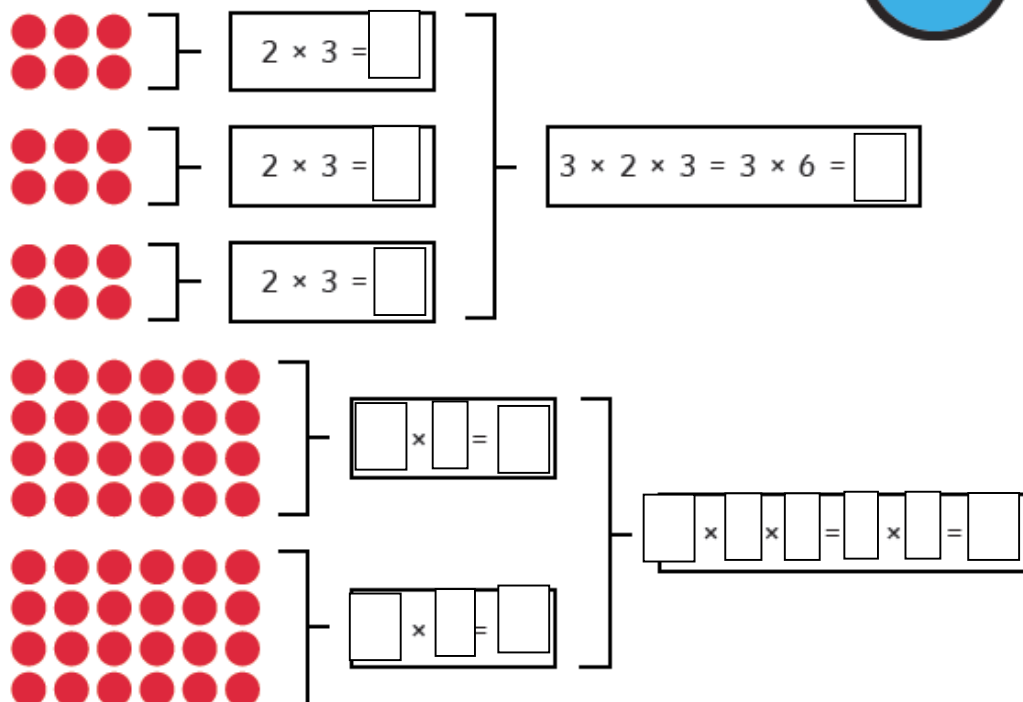 2 × 3 =
2 × 3 =
3 × 2 × 3 = 3 × 6 =
2 × 3 =
× =
× × = × =
× =